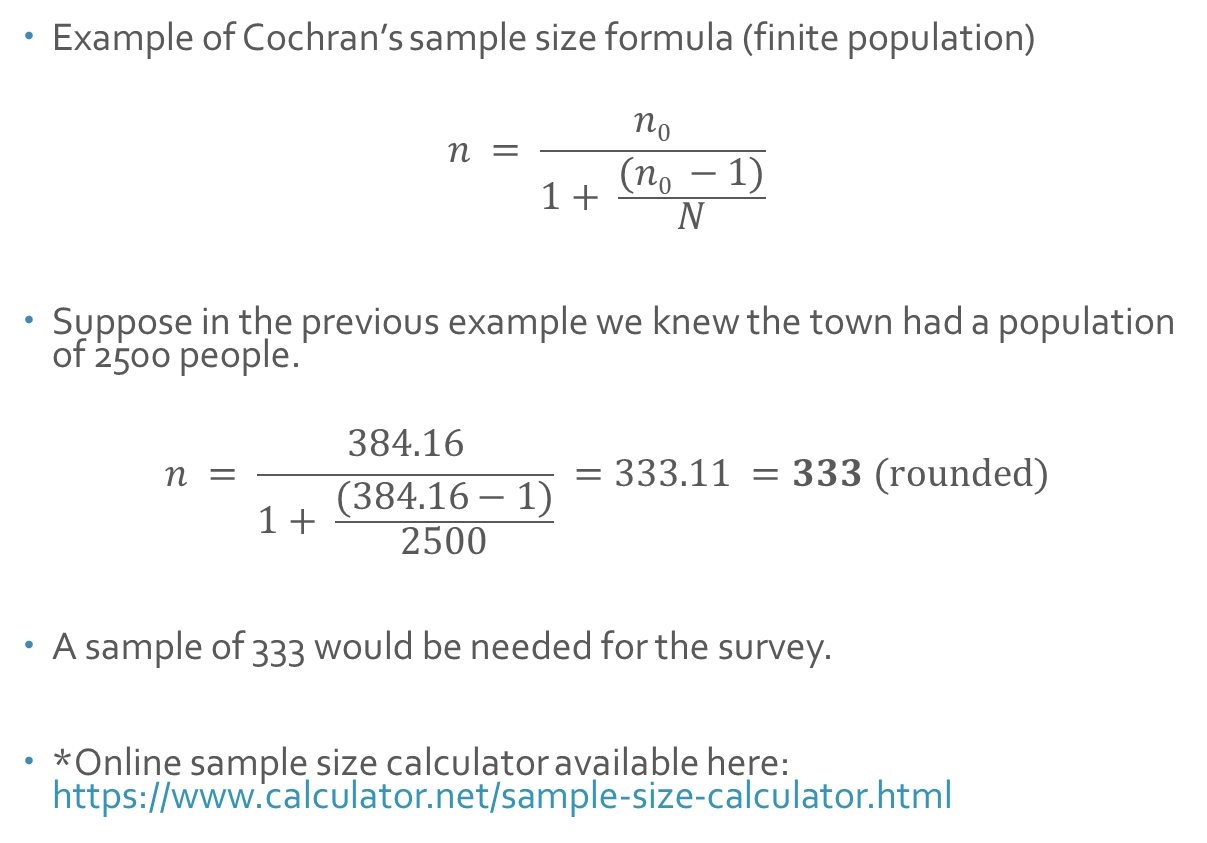 • Example of Cochran's sample size formula (finite population)
n = n₀ / (1 + (n₀ − 1) / N)
• Suppose in the previous example we knew the town had a population
of 2500 people.
n = 384.16 / (1 + (384.16 − 1) / 2500) = 333.11 = 333 (rounded)
• A sample of 333 would be needed for the survey.
• *Online sample size calculator available here:
https://www.calculator.net/sample-size-calculator.html